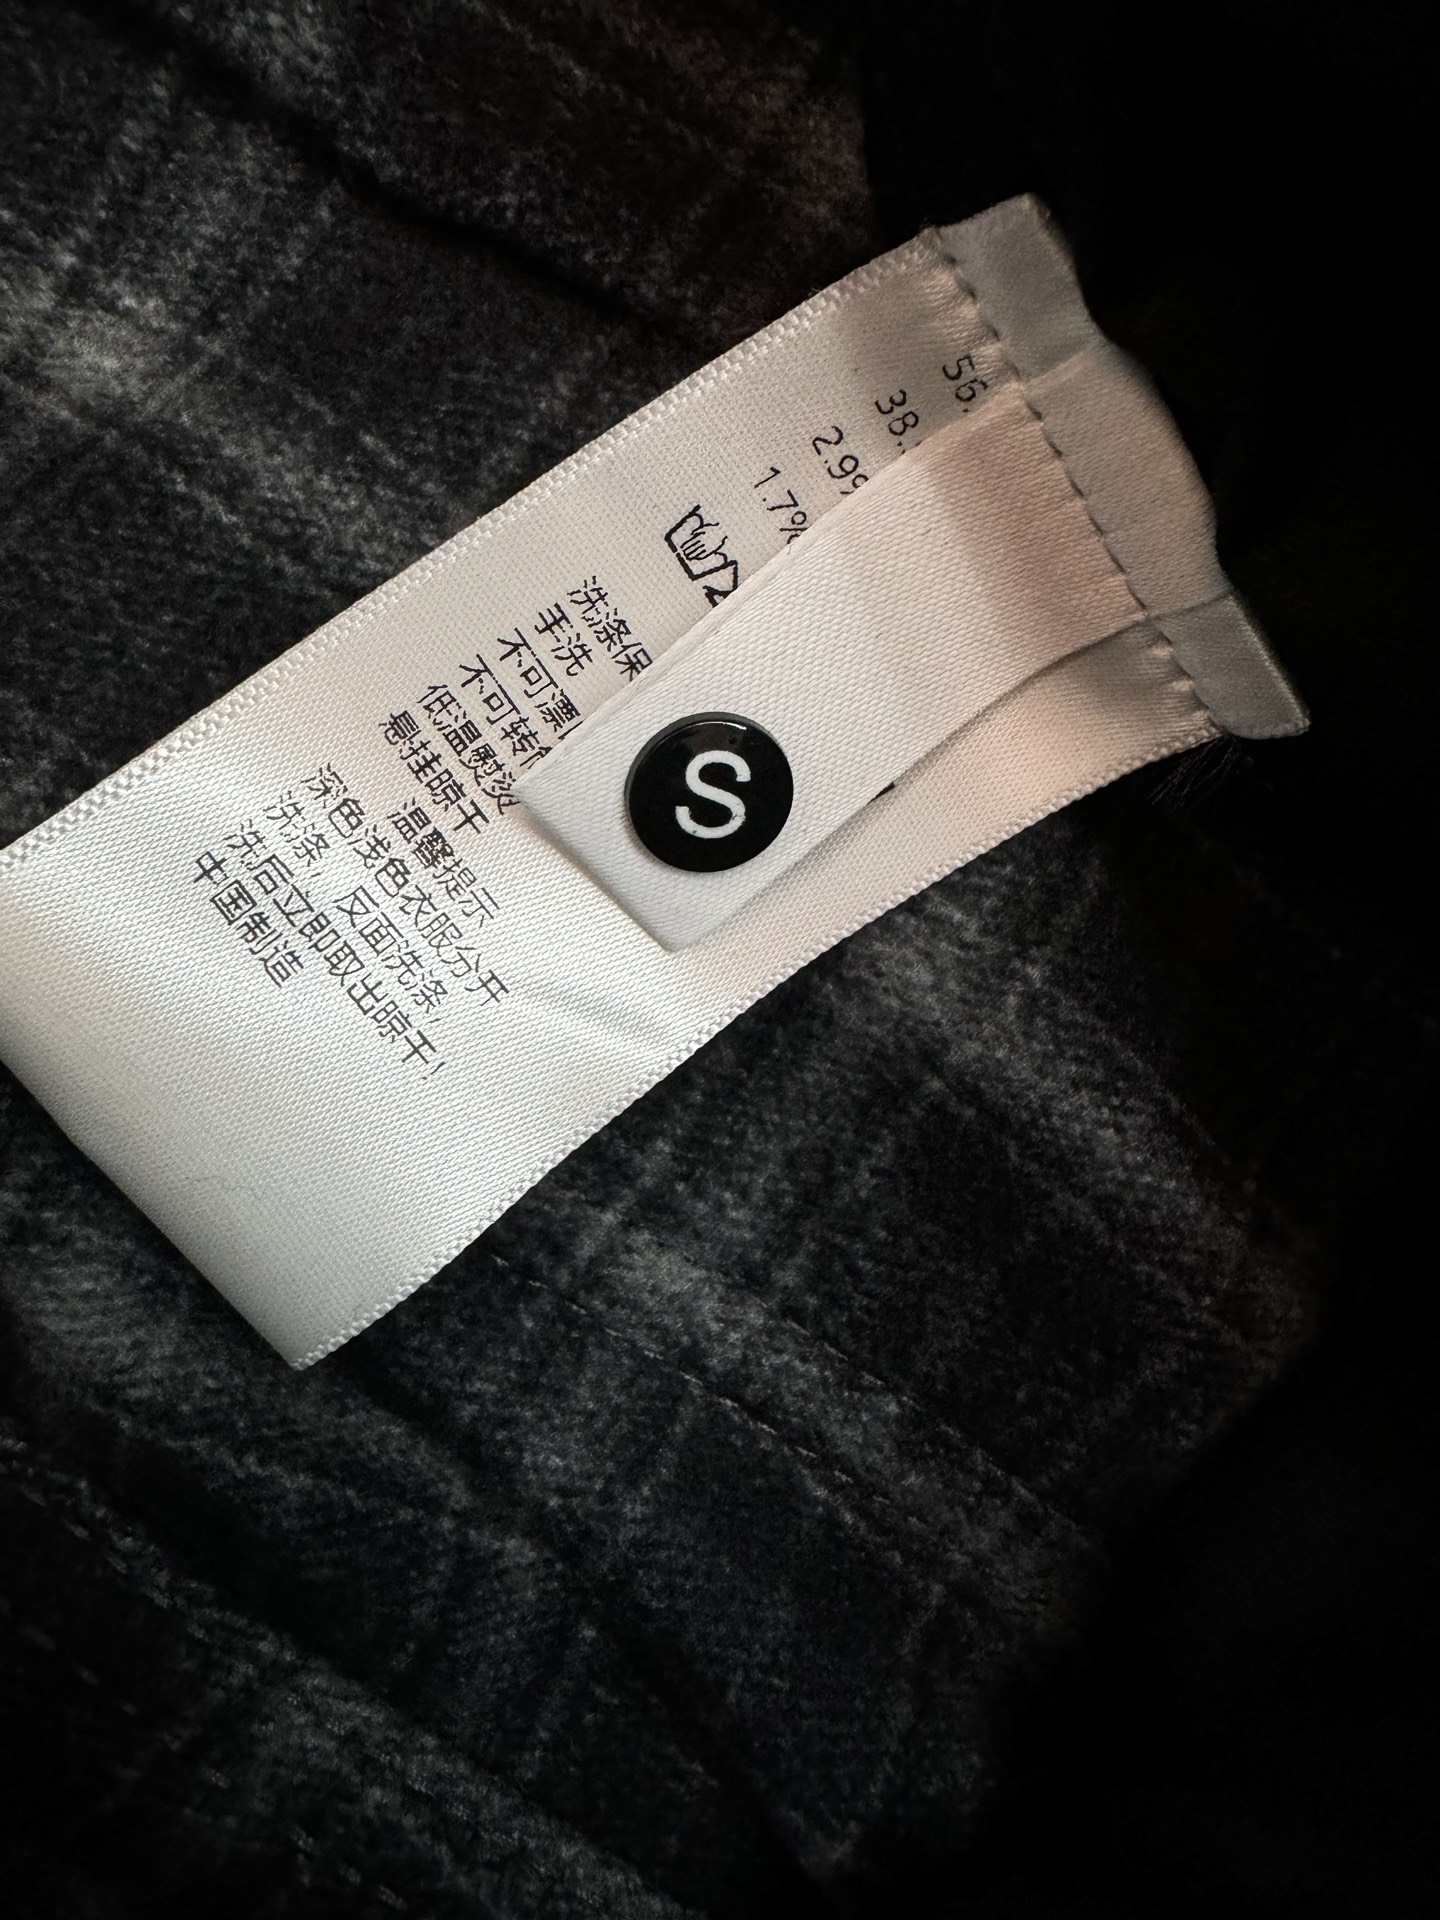 56.
38.
2.99
1.7%
洗涤保
手洗
不可漂
不可转
低温熨烫
悬挂晾干
温馨提示
深色浅色衣服分开
洗涤，反面洗涤，
洗后立即取出晾干！
中国制造
S